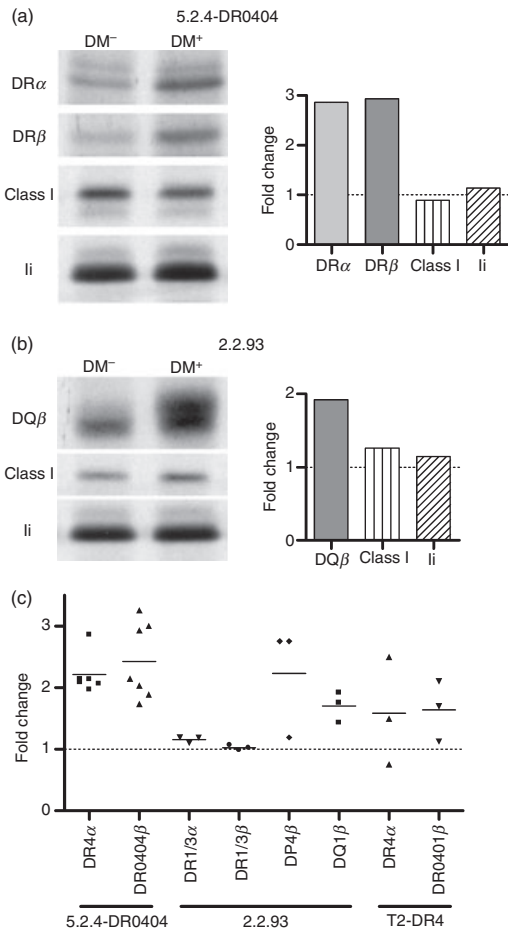 (a)
5.2.4-DR0404
DM⁻ DM⁺
DRα
DRβ
Class I
Ii
Fold change
3
2
1
0
DRα DRβ Class I Ii
(b)
2.2.93
DM⁻ DM⁺
DQβ
Class I
Ii
Fold change
2
1
0
DQβ Class I Ii
(c)
Fold change
3
2
1
0
DR4α
DR0404β
DR1/3α
DR1/3β
DP4β
DQ1β
DR4α
DR0401β
5.2.4-DR0404 2.2.93 T2-DR4